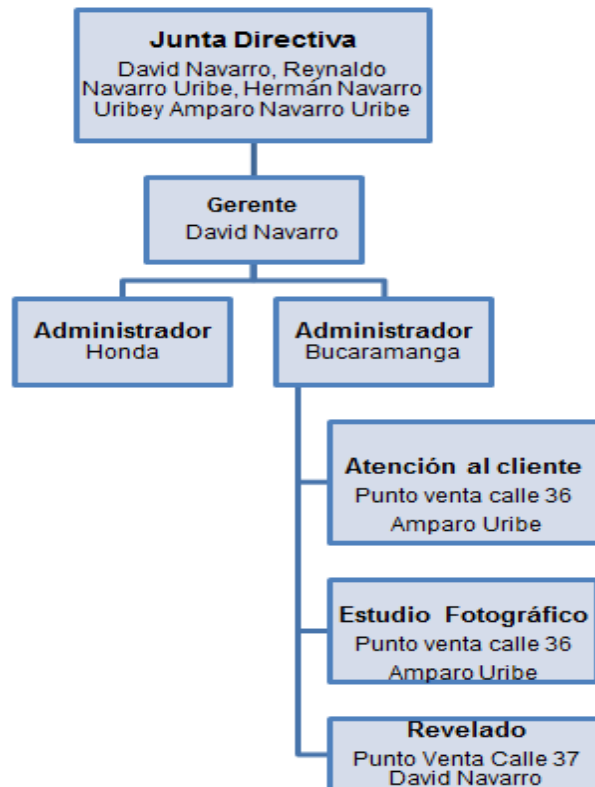 Junta Directiva
David Navarro, Reynaldo
Navarro Uribe, Hermán Navarro
Uribey Amparo Navarro Uribe
Gerente
David Navarro
Administrador
Honda
Administrador
Bucaramanga
Atención al cliente
Punto venta calle 36
Amparo Uribe
Estudio Fotográfico
Punto venta calle 36
Amparo Uribe
Revelado
Punto Venta Calle 37
David Navarro